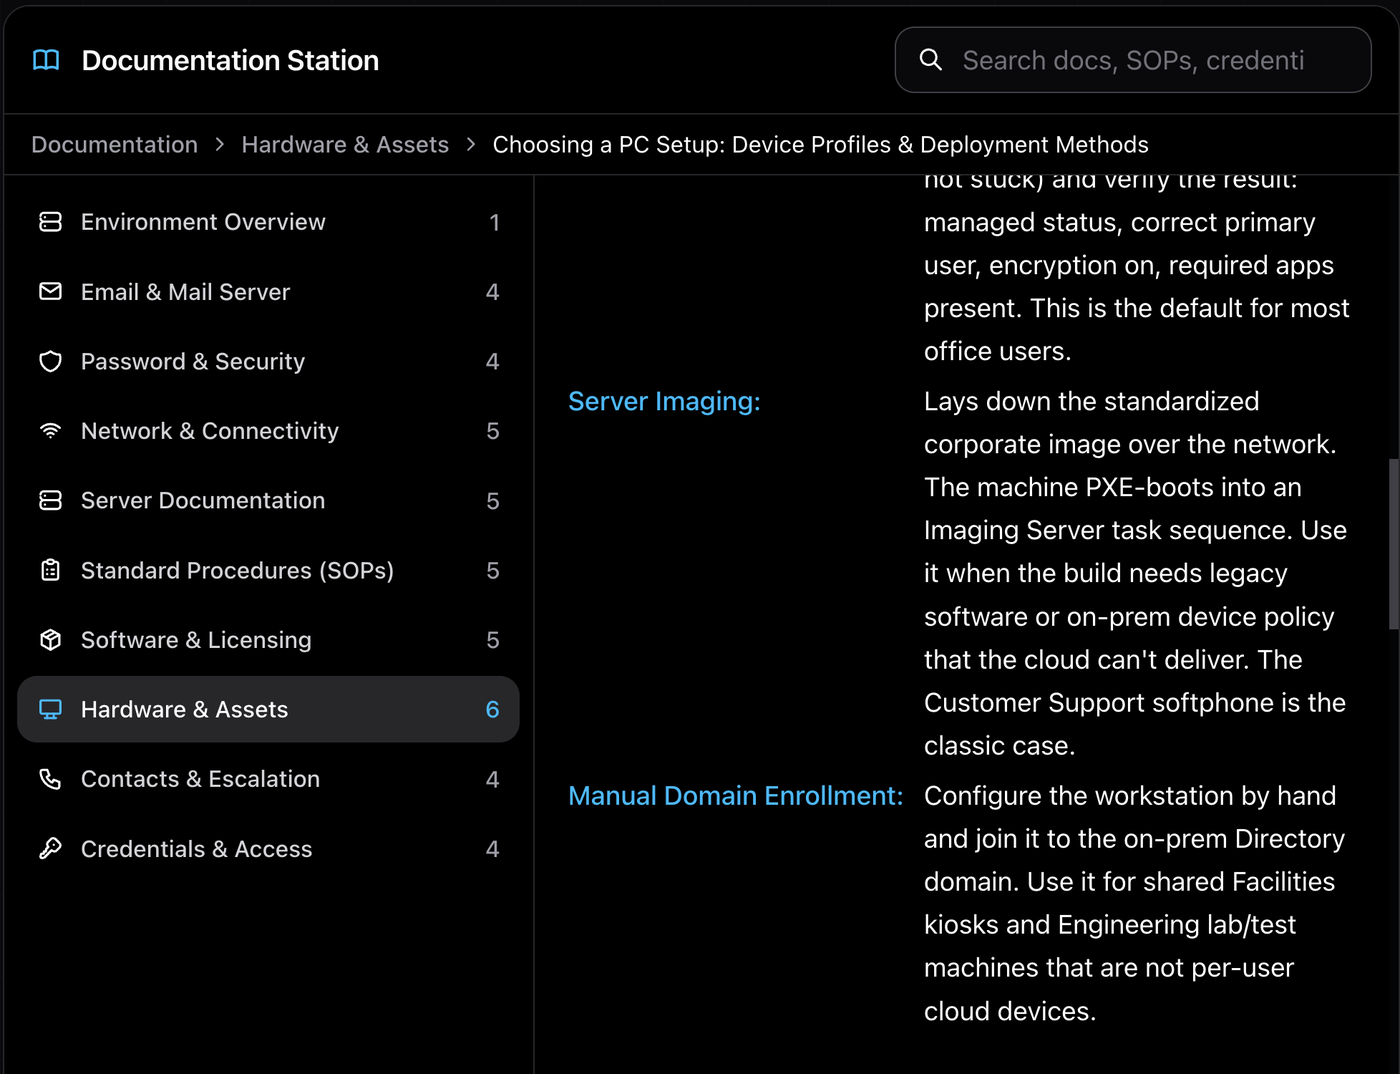 Documentation Station
Search docs, SOPs, credenti
Documentation > Hardware & Assets > Choosing a PC Setup: Device Profiles & Deployment Methods
Environment Overview 1
Email & Mail Server 4
Password & Security 4
Network & Connectivity 5
Server Documentation 5
Standard Procedures (SOPs) 5
Software & Licensing 5
Hardware & Assets 6
Contacts & Escalation 4
Credentials & Access 4
not stuck) and verify the result:
managed status, correct primary
user, encryption on, required apps
present. This is the default for most
office users.
Server Imaging:
Lays down the standardized
corporate image over the network.
The machine PXE-boots into an
Imaging Server task sequence. Use
it when the build needs legacy
software or on-prem device policy
that the cloud can't deliver. The
Customer Support softphone is the
classic case.
Manual Domain Enrollment:
Configure the workstation by hand
and join it to the on-prem Directory
domain. Use it for shared Facilities
kiosks and Engineering lab/test
machines that are not per-user
cloud devices.